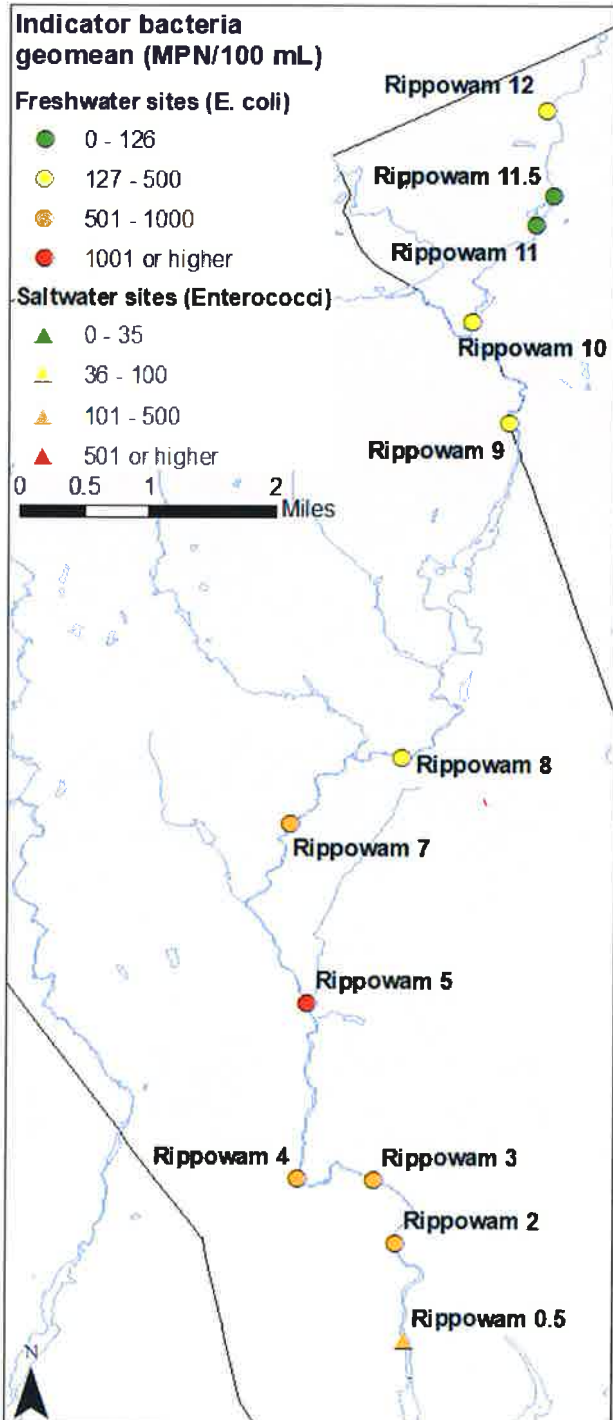 Indicator bacteria
geomean (MPN/100 mL)
Freshwater sites (E. coli)
0 - 126
127 - 500
501 - 1000
1001 or higher
Saltwater sites (Enterococci)
0 - 35
36 - 100
101 - 500
501 or higher
0 0.5 1 2
Miles
Rippowam 12
Rippowam 11.5
Rippowam 11
Rippowam 10
Rippowam 9
Rippowam 8
Rippowam 7
Rippowam 5
Rippowam 4
Rippowam 3
Rippowam 2
Rippowam 0.5
N